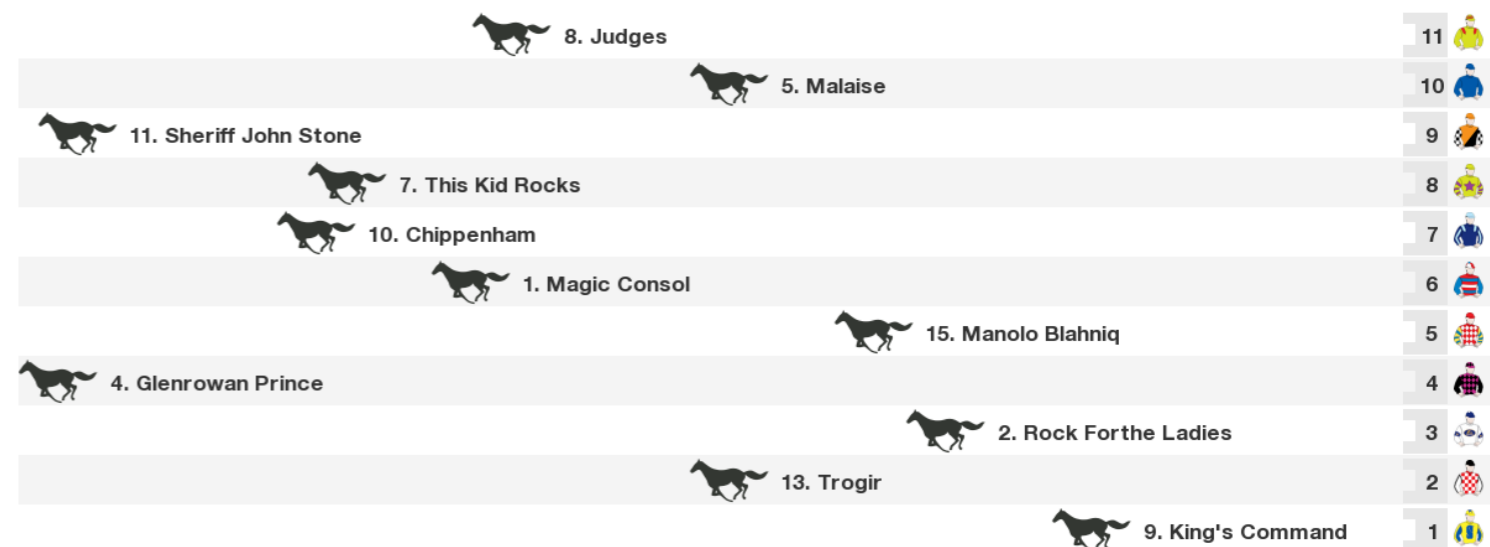 8. Judges 11
5. Malaise 10
11. Sheriff John Stone 9
7. This Kid Rocks 8
10. Chippenham 7
1. Magic Consol 6
15. Manolo Blahniq 5
4. Glenrowan Prince 4
2. Rock Forthe Ladies 3
13. Trogir 2
9. King's Command 1